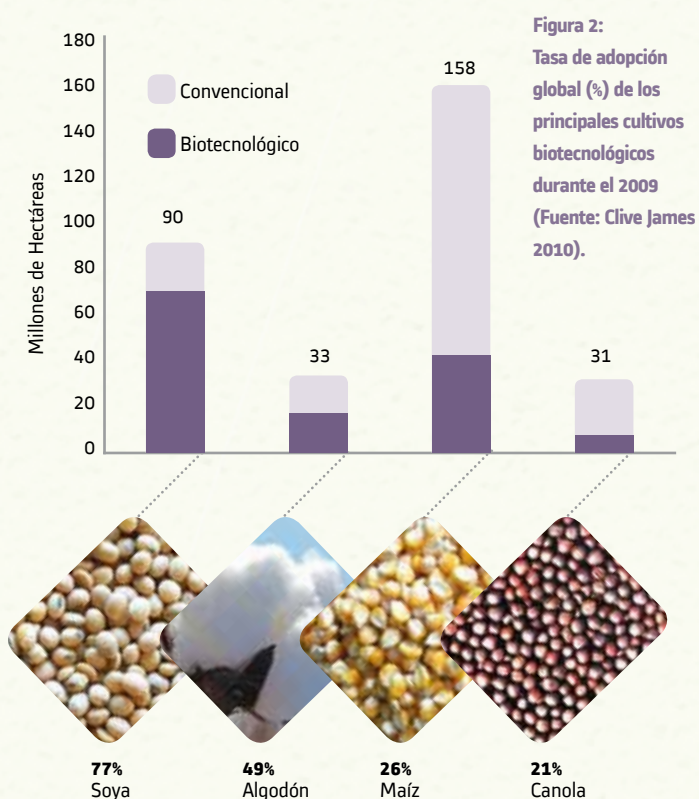 Figura 2:
Tasa de adopción
global (%) de los
principales cultivos
biotecnológicos
durante el 2009
(Fuente: Clive James
2010).
Millones de Hectáreas
180
160
140
120
100
80
60
40
20
0
Convencional
Biotecnológico
90
33
158
31
77%
Soya
49%
Algodón
26%
Maíz
21%
Canola